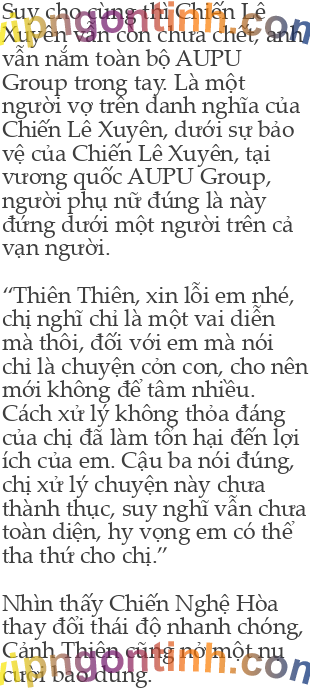 Suy cho cùng thì Chiến Lê
Xuyên vẫn còn chưa chết, anh
vẫn nắm toàn bộ AUPU
Group trong tay. Là một
người vợ trên danh nghĩa của
Chiến Lê Xuyên, dưới sự bảo
vệ của Chiến Lê Xuyên, tại
vương quốc AUPU Group,
người phụ nữ đúng là này
đứng dưới một người trên cả
vạn người.
“Thiên Thiên, xin lỗi em nhé,
chị nghĩ chỉ là một vai diễn
mà thôi, đối với em mà nói
chỉ là chuyện cỏn con, cho nên
mới không để tâm nhiều.
Cách xử lý không thỏa đáng
của chị đã làm tổn hại đến lợi
ích của em. Cậu ba nói đúng,
chị xử lý chuyện này chưa
thành thục, suy nghĩ vẫn chưa
toàn diện, hy vọng em có thể
tha thứ cho chị.”
Nhìn thấy Chiến Nghệ Hòa
thay đổi thái độ nhanh chóng,
Cảnh Thiên cũng nở một nụ
cười bao dung.
vipngontinh.com
vipngontinh.com